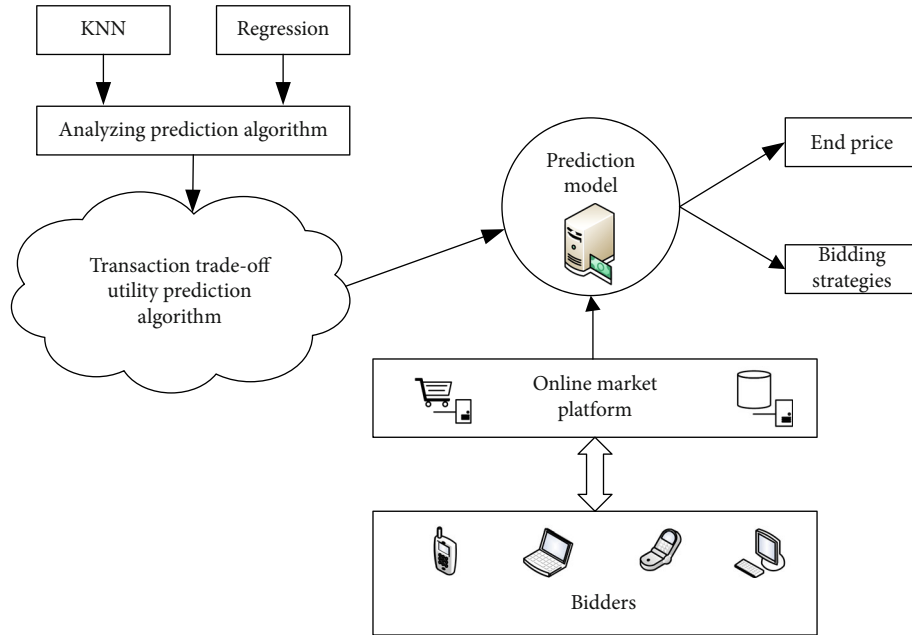 KNN
Regression
Analyzing prediction algorithm
Transaction trade-off
utility prediction
algorithm
Prediction
model
End price
Bidding
strategies
Online market
platform
Bidders